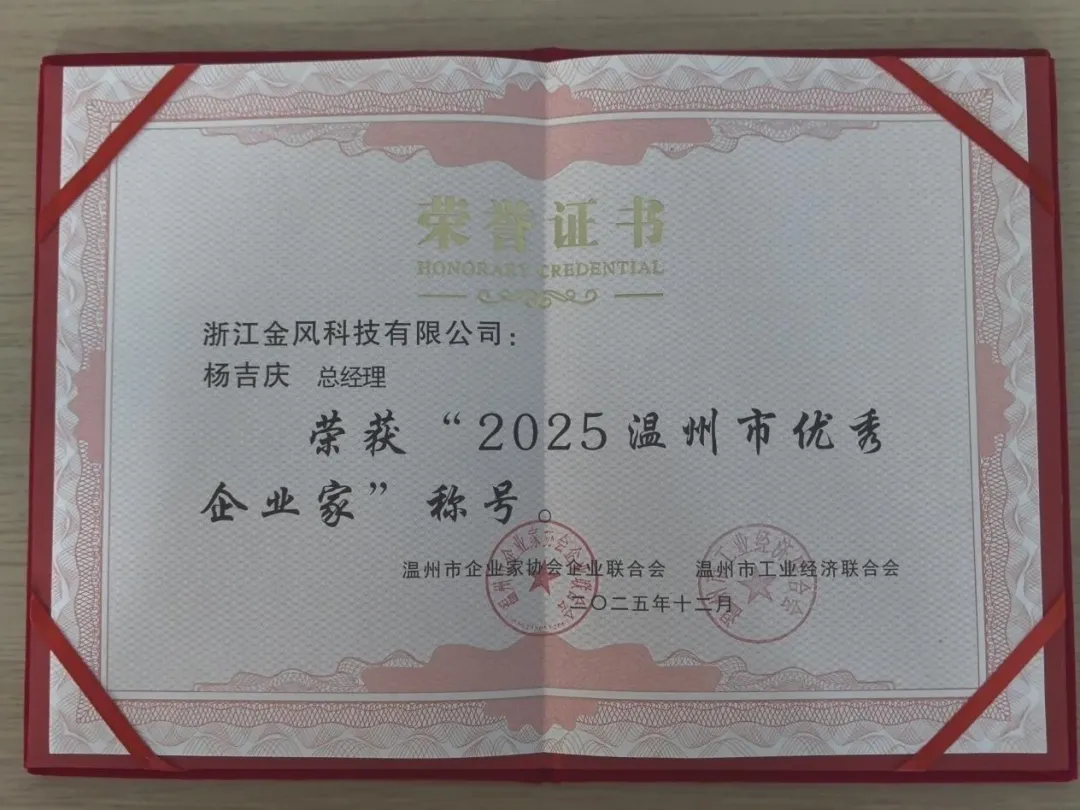 荣誉证书
HONORARY CREDENTIAL
浙江金风科技有限公司：
杨吉庆 总经理
荣获“2025温州市优秀
企业家”称号。
温州市企业家协会企业联合会 温州市工业经济联合会
二〇二五年十二月